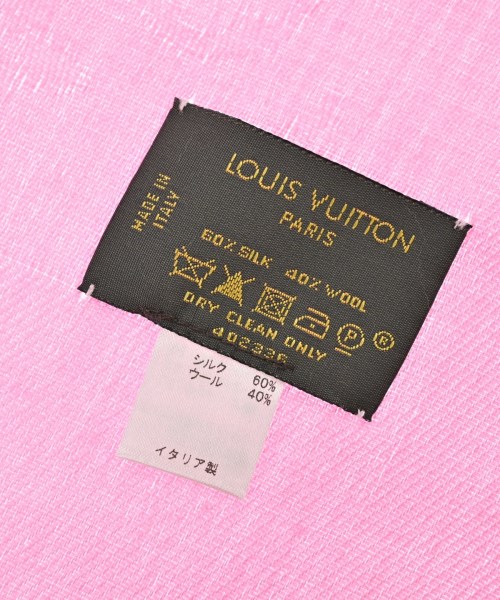 LOUIS VUITTON
PARIS
MADE IN
ITALY
60% SILK 40% WOOL
P ®
DRY CLEAN ONLY
シルク 60%
ウール 40%
イタリア製